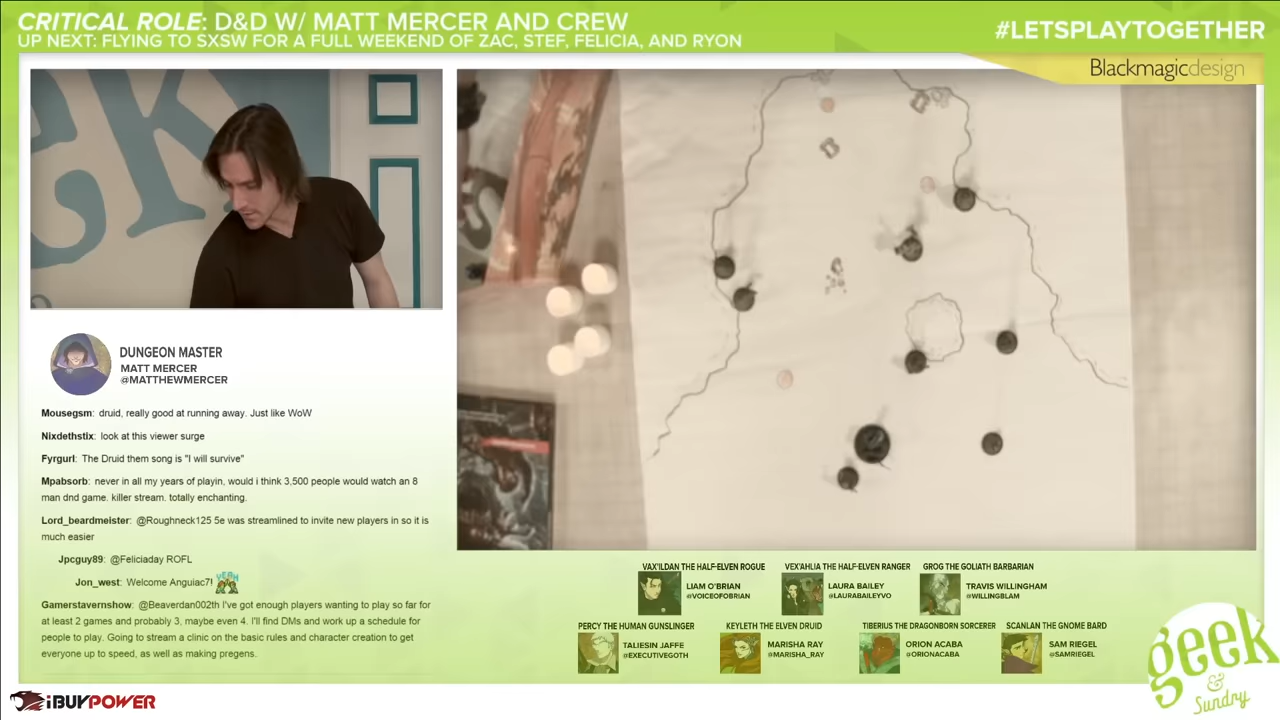 CRITICAL ROLE: D&D W/ MATT MERCER AND CREW
UP NEXT: FLYING TO SXSW FOR A FULL WEEKEND OF ZAC, STEF, FELICIA, AND RYON
#LETSPLAYTOGETHER
Blackmagicdesign
DUNGEON MASTER
MATT MERCER
@MATTHEWMERCER
Mousegsm: druid, really good at running away. Just like WoW
Nixdethstix: look at this viewer surge
Fyrgurl: The Druid them song is "I will survive"
Mpabsorb: never in all my years of playin, would i think 3,500 people would watch an 8
man dnd game. killer stream. totally enchanting.
Lord_beardmeister: @Roughneck125 5e was streamlined to invite new players in so it is
much easier
Jpcguy89: @Feliciaday ROFL
Jon_west: Welcome Anguiac7! YEAH
Gamerstavernshow: @Beaverdan002th I've got enough players wanting to play so far for
at least 2 games and probably 3, maybe even 4. I'll find DMs and work up a schedule for
people to play. Going to stream a clinic on the basic rules and character creation to get
everyone up to speed, as well as making pregens.
VAX'ILDAN THE HALF-ELVEN ROGUE
LIAM O'BRIAN
@VOICEOFOBRIAN
VEX'AHLIA THE HALF-ELVEN RANGER
LAURA BAILEY
@LAURABAILEYVO
GROG THE GOLIATH BARBARIAN
TRAVIS WILLINGHAM
@WILLINGBLAM
PERCY THE HUMAN GUNSLINGER
TALIESIN JAFFE
@EXECUTIVEGOTH
KEYLETH THE ELVEN DRUID
MARISHA RAY
@MARISHA_RAY
TIBERIUS THE DRAGONBORN SORCERER
ORION ACABA
@ORIONACABA
SCANLAN THE GNOME BARD
SAM RIEGEL
@SAMRIEGEL
geek
&
Sundry
iBUYPOWER